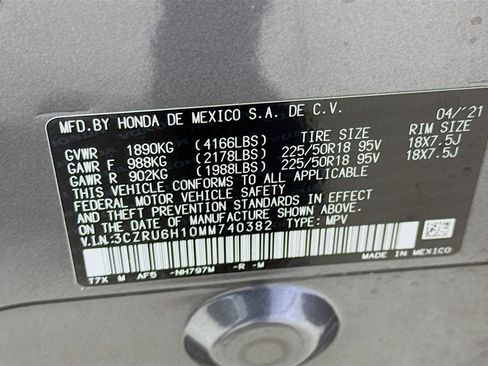 MFD.BY HONDA DE MEXICO S.A. DE C.V. 04/'21
GVWR 1890KG (4166LBS) TIRE SIZE RIM SIZE
GAWR F 988KG (2178LBS) 225/50R18 95V 18X7.5J
GAWR R 902KG (1988LBS) 225/50R18 95V 18X7.5J
THIS VEHICLE CONFORMS TO ALL APPLICABLE
FEDERAL MOTOR VEHICLE SAFETY
AND THEFT PREVENTION STANDARDS IN EFFECT
ON THE DATE OF MANUFACTURE SHOWN ABOVE.
V.I.N:3CZRU6H10MM740382 TYPE: MPV
T7X M AF5 -NH797M -R -M MADE IN MEXICO